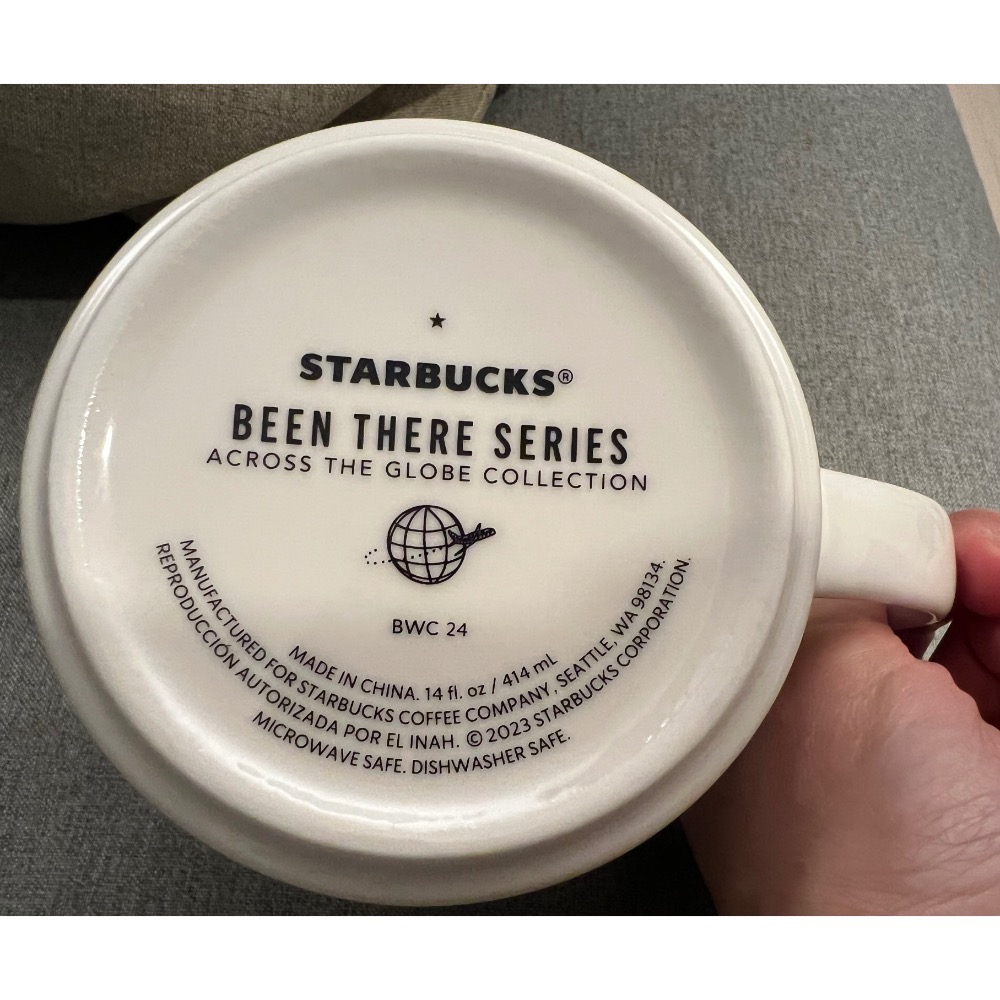 STARBUCKS®
BEEN THERE SERIES
ACROSS THE GLOBE COLLECTION
BWC 24
MADE IN CHINA. 14 fl. oz / 414 mL
MANUFACTURED FOR STARBUCKS COFFEE COMPANY, SEATTLE, WA 98134.
REPRODUCCIÓN AUTORIZADA POR EL INAH. © 2023 STARBUCKS CORPORATION.
MICROWAVE SAFE. DISHWASHER SAFE.